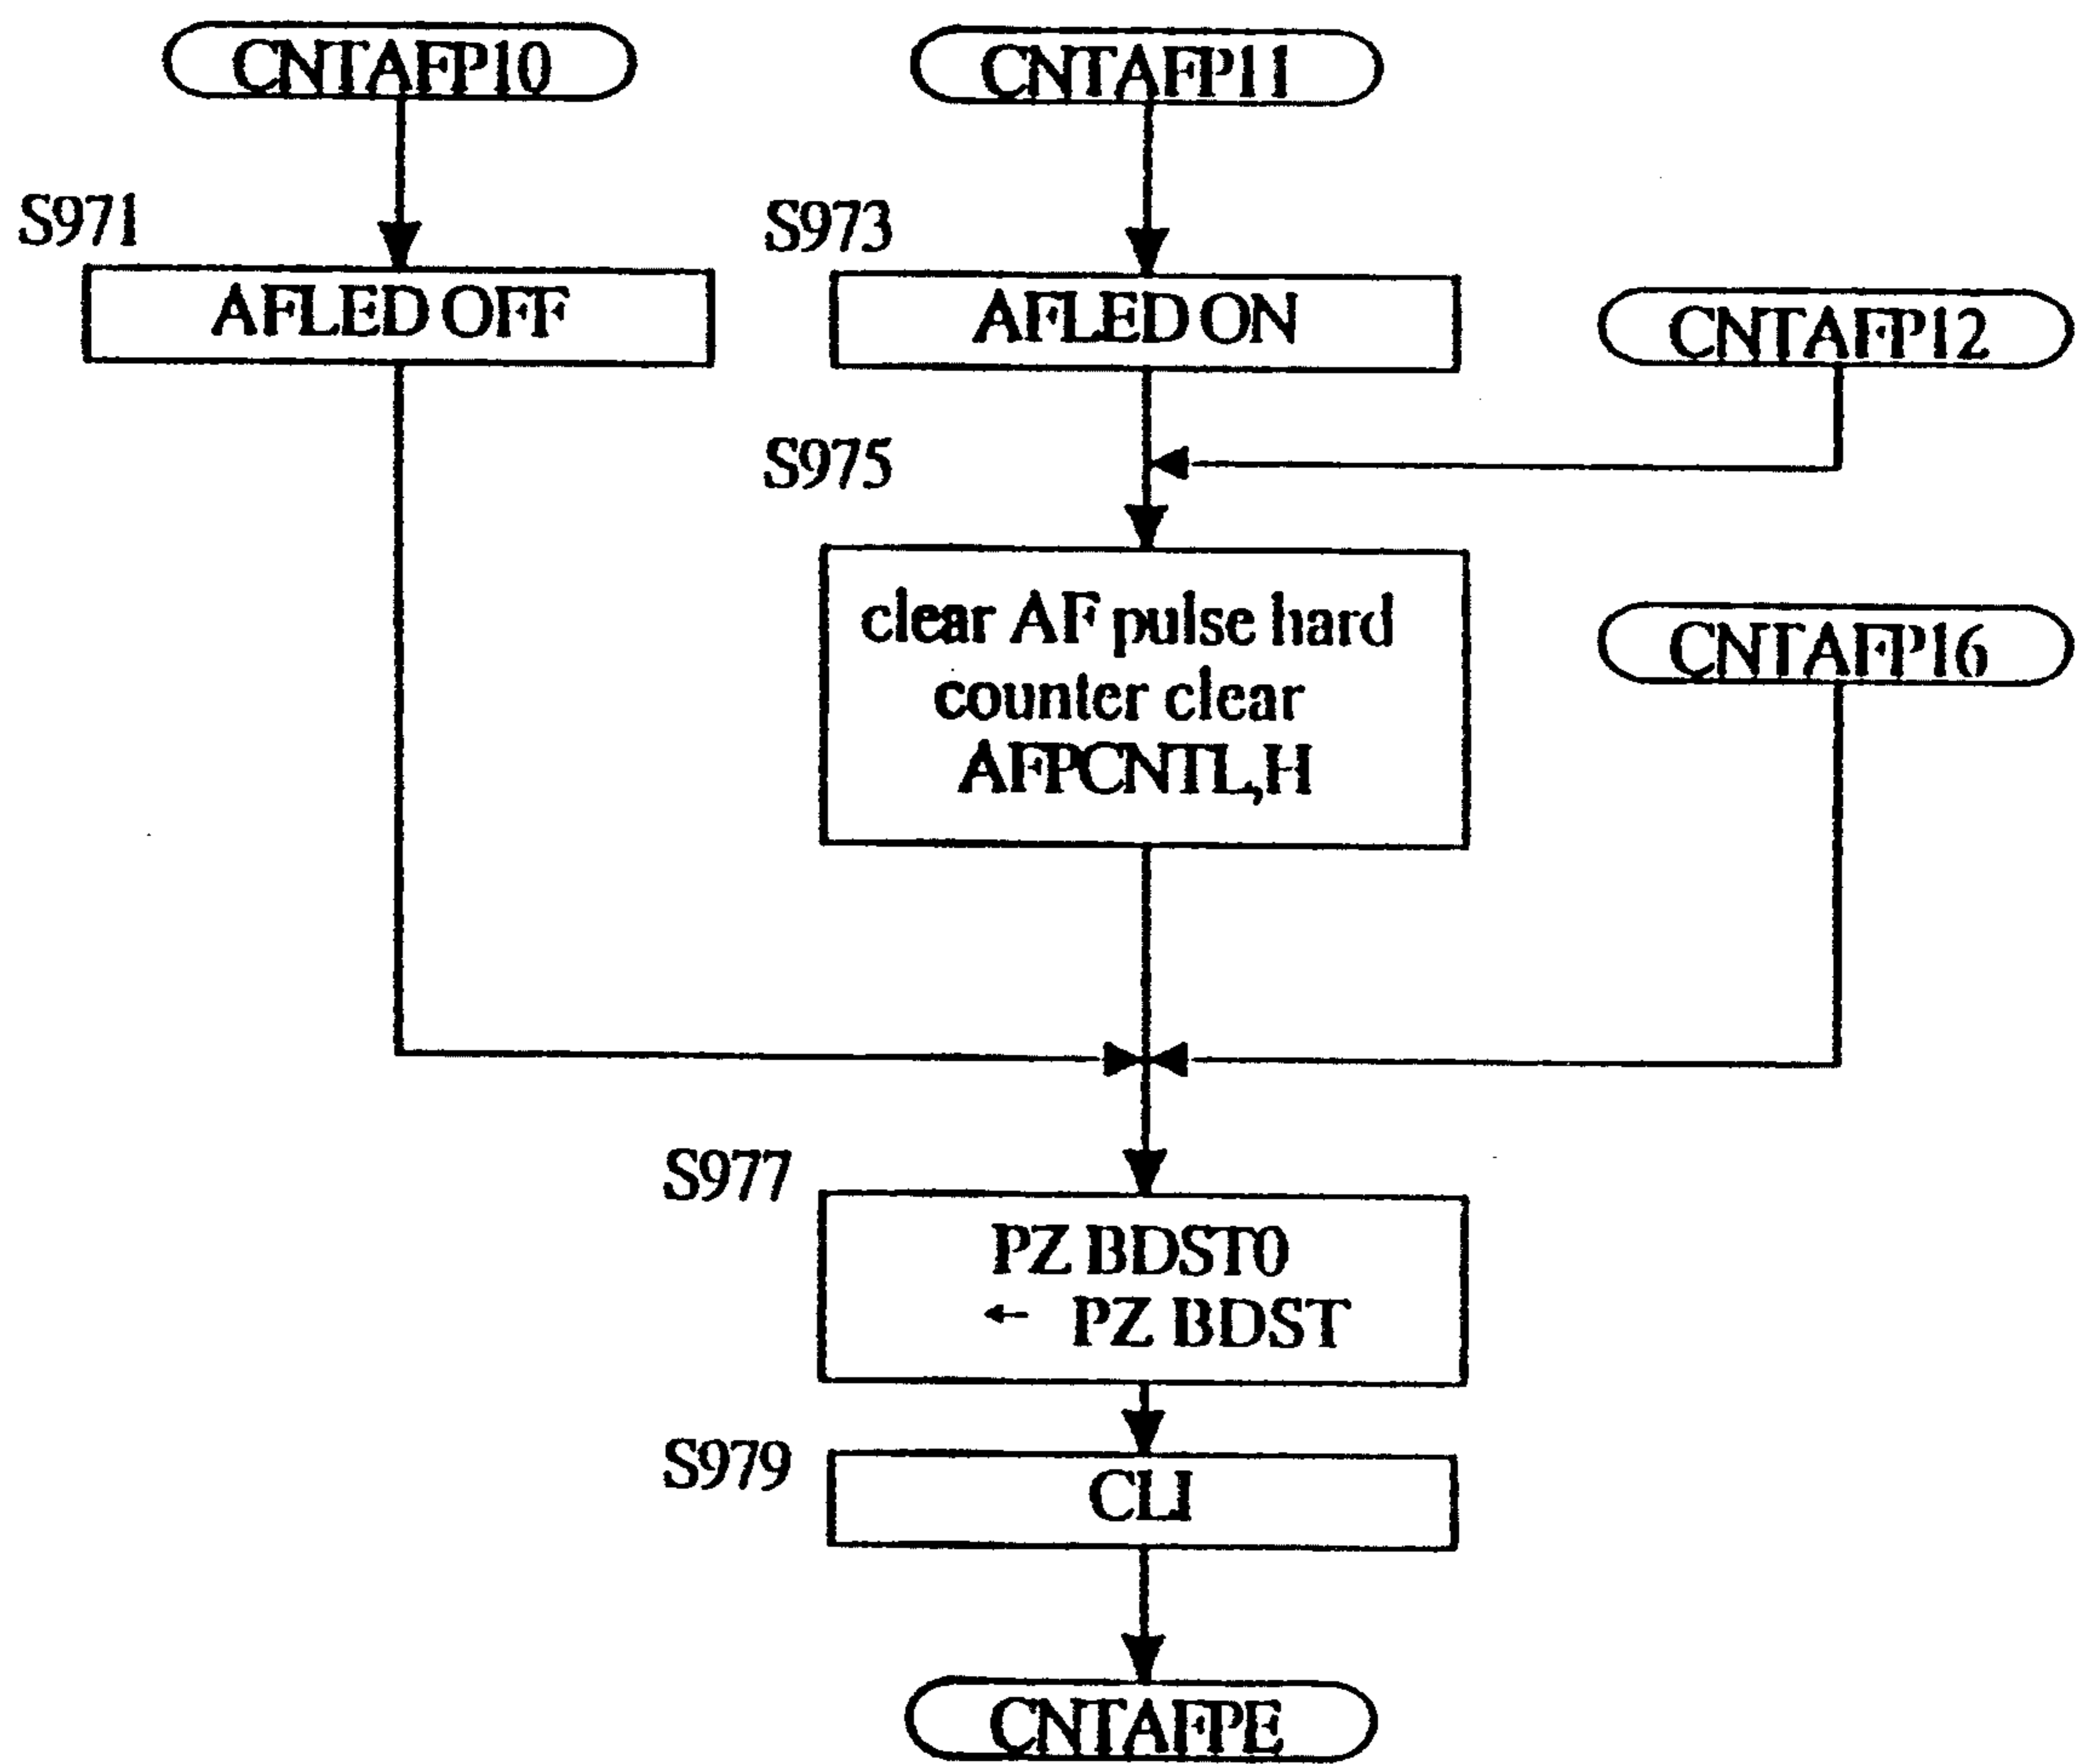 CNTAFP10
CNTAFP11
S971
S973
AFLED OFF
AFLED ON
CNTAFP12
S975
clear AF pulse hard
counter clear
AFPCNTL,H
CNTAFP16
S977
PZ BDST0
← PZ BDST
S979
CLI
CNTAFPE